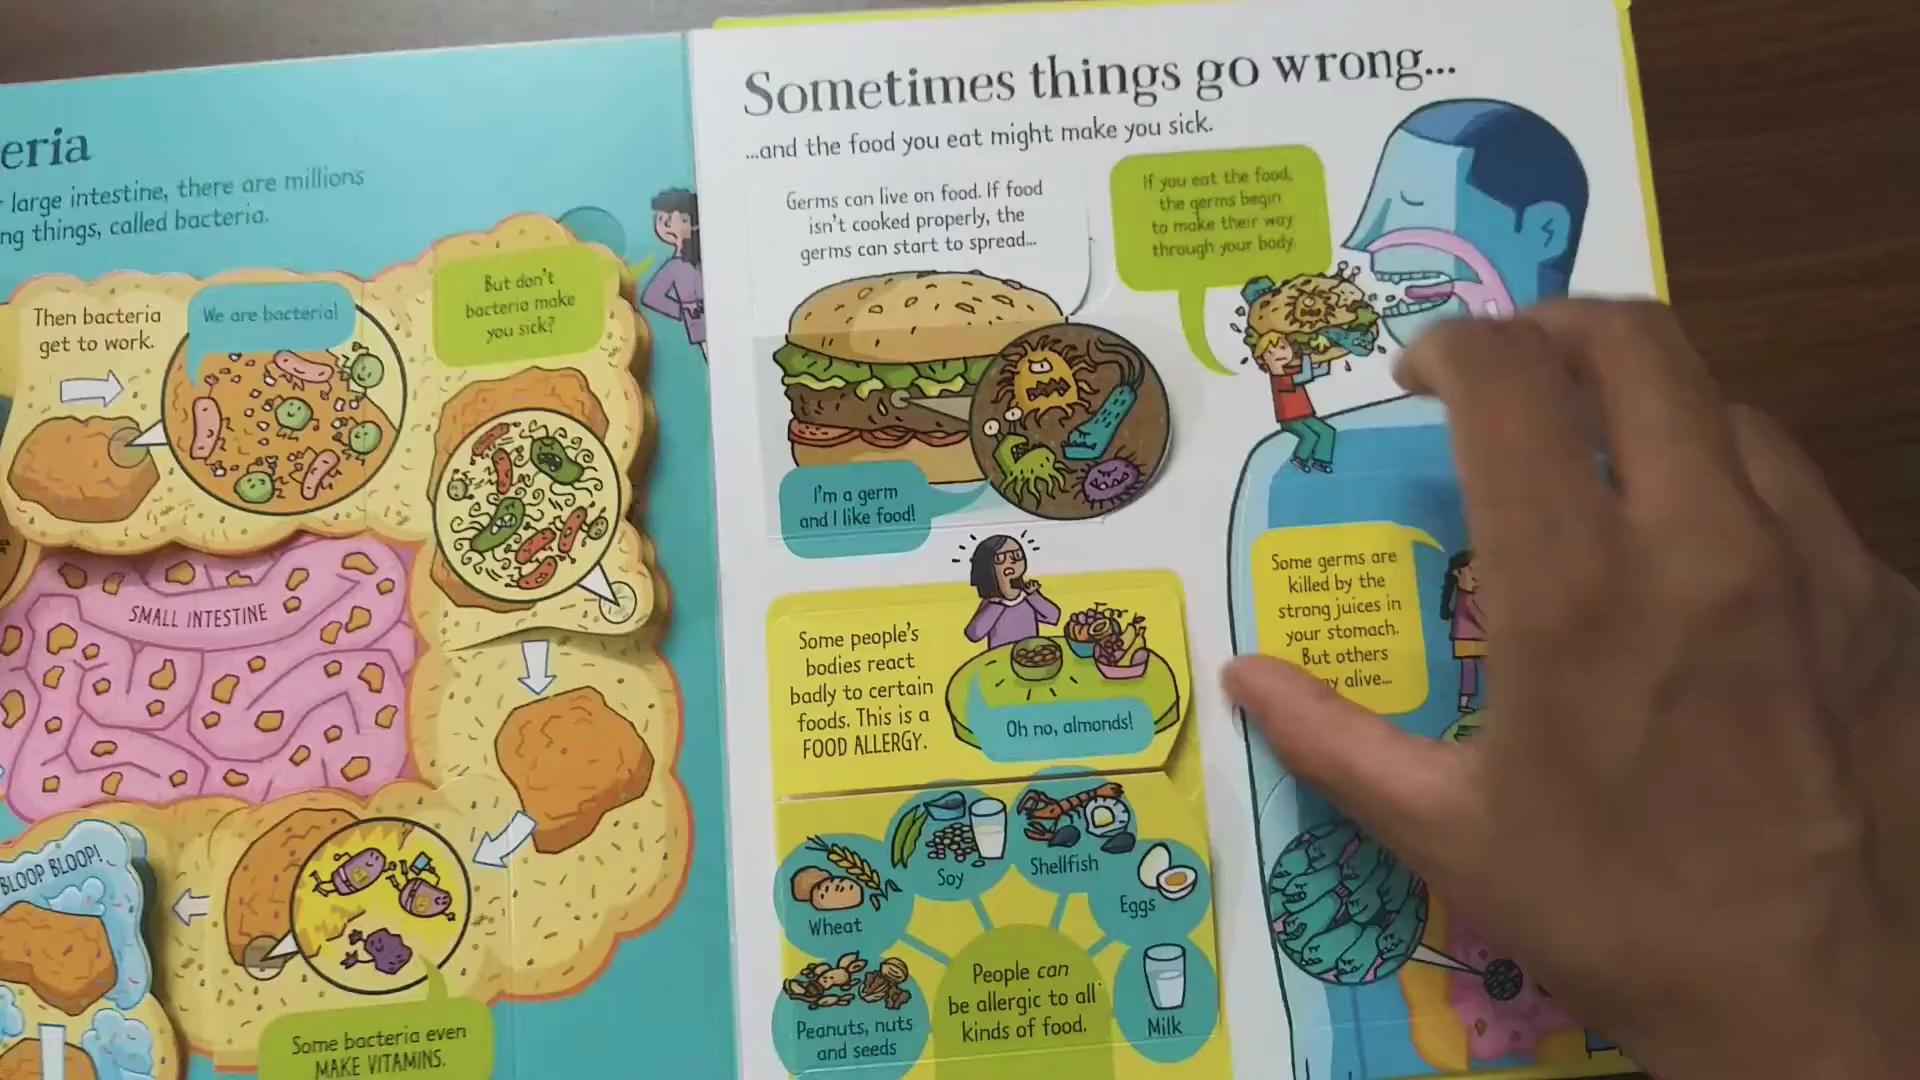 eria
large intestine, there are millions
ng things, called bacteria.
Then bacteria
get to work.
We are bacteria!
But don't
bacteria make
you sick?
SMALL INTESTINE
BLOOP BLOOP!
Some bacteria even
MAKE VITAMINS.
Sometimes things go wrong...
...and the food you eat might make you sick.
Germs can live on food. If food
isn't cooked properly, the
germs can start to spread...
If you eat the food,
the germs begin
to make their way
through your body.
I'm a germ
and I like food!
Some people's
bodies react
badly to certain
foods. This is a
FOOD ALLERGY.
Oh no, almonds!
Some germs are
killed by the
strong juices in
your stomach.
But others
alive...
Wheat
Soy
Shellfish
Eggs
Peanuts, nuts
and seeds
People can
be allergic to all
kinds of food.
Milk